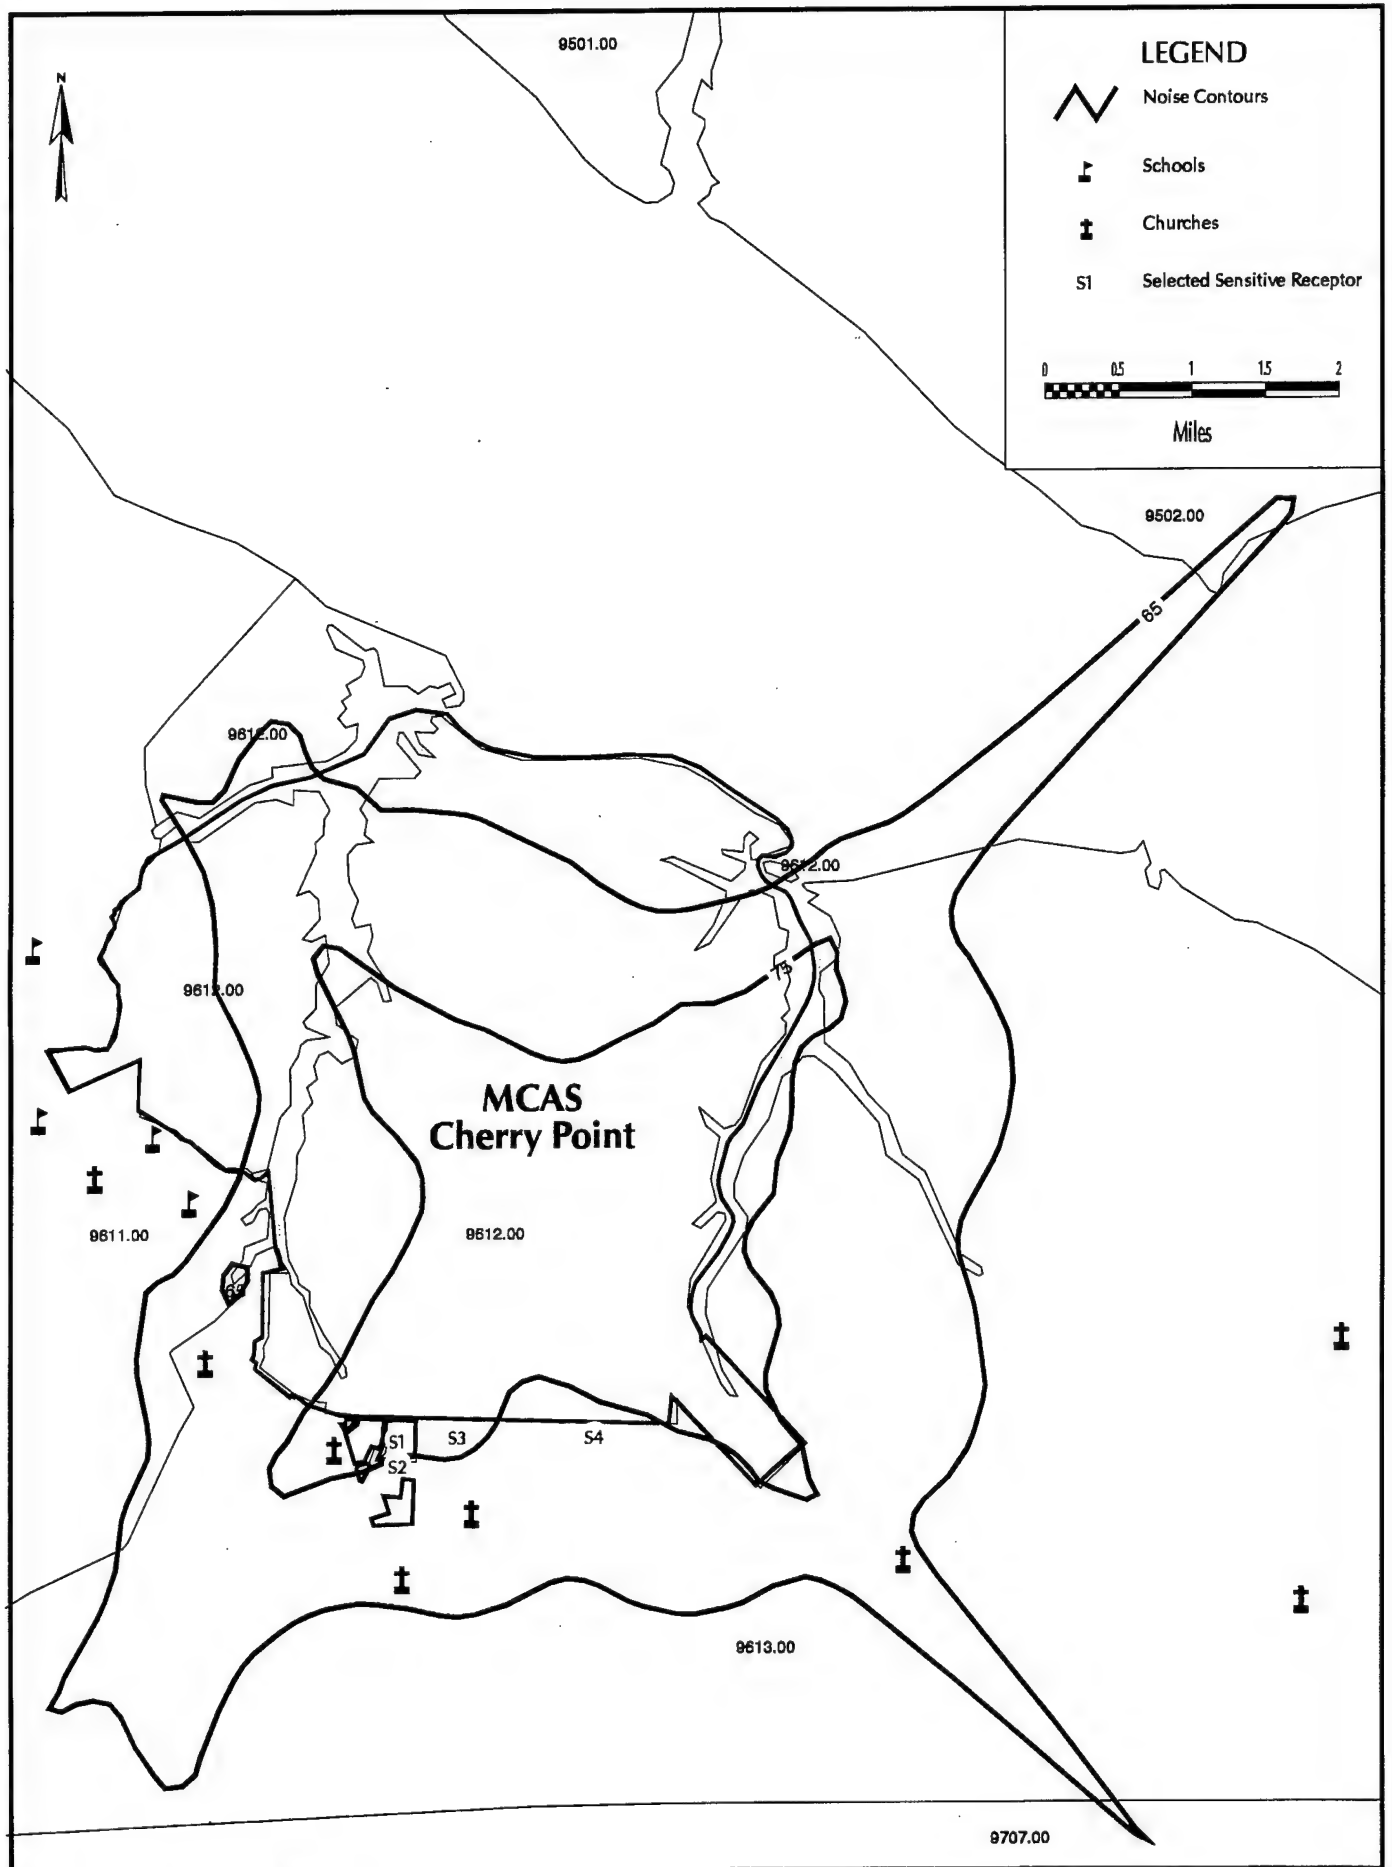 9501.00
N
LEGEND
Noise Contours
Schools
Churches
S1 Selected Sensitive Receptor
0 0.5 1 1.5 2
Miles
9502.00
65
9612.00
9612.00
75
9612.00
MCAS
Cherry Point
9611.00
9612.00
65
S1
S3
S4
S2
9613.00
9707.00